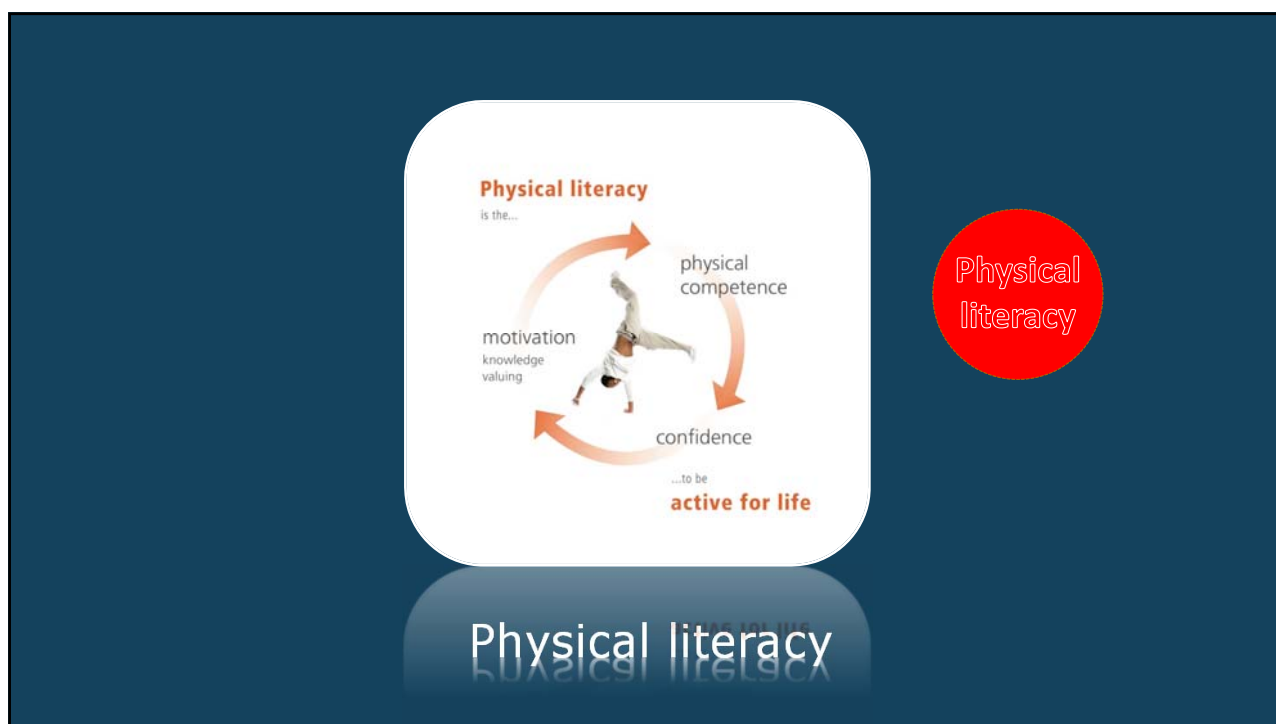 Physical literacy
is the...
physical
competence
motivation
knowledge
valuing
confidence
...to be
active for life
Physical
literacy
Physical literacy